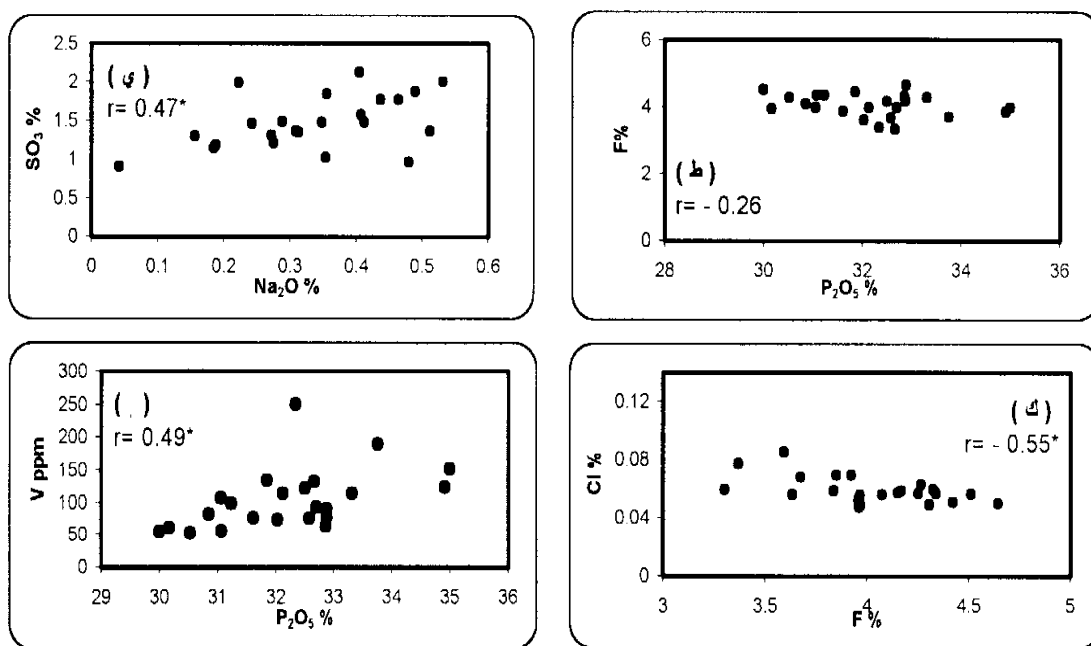 2.5
2
1.5
1
0.5
0
SO₃ %
(ي)
r= 0.47*
0 0.1 0.2 0.3 0.4 0.5 0.6
Na₂O %
6
4
2
0
F%
(ط)
r= - 0.26
28 30 32 34 36
P₂O₅ %
300
250
200
150
100
50
0
V ppm
r= 0.49*
29 30 31 32 33 34 35 36
P₂O₅ %
0.12
0.08
0.04
0
Cl %
(ك)
r= - 0.55*
3 3.5 4 4.5 5
F %